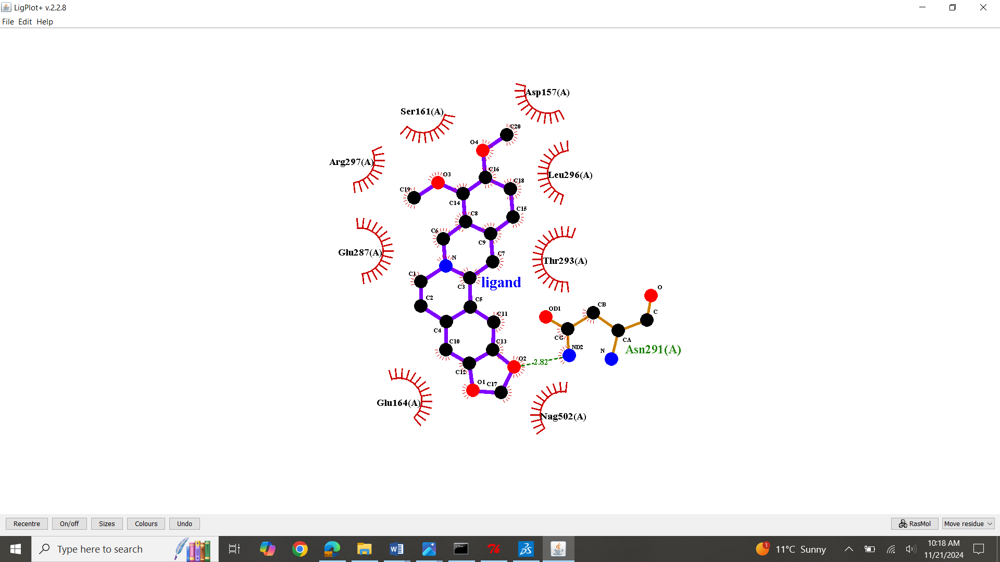 LigPlot+ v.2.2.8
File Edit Help
Asp157(A)
Ser161(A)
C20
O4
Arg297(A)
C16
Leu296(A)
O3
C18
C19
C14
C15
C8
C6
C9
Glu287(A)
C7
N
Thr293(A)
C1
ligand
C3
O
C2
C5
CB
OD1
C11
C
C4
CG
CA
C10
C13
ND2
N
Asn291(A)
O2
2.82
C12
O1
C17
Glu164(A)
Nag502(A)
Recentre On/off Sizes Colours Undo RasMol Move residue
Type here to search
1
11°C Sunny
10:18 AM
11/21/2024